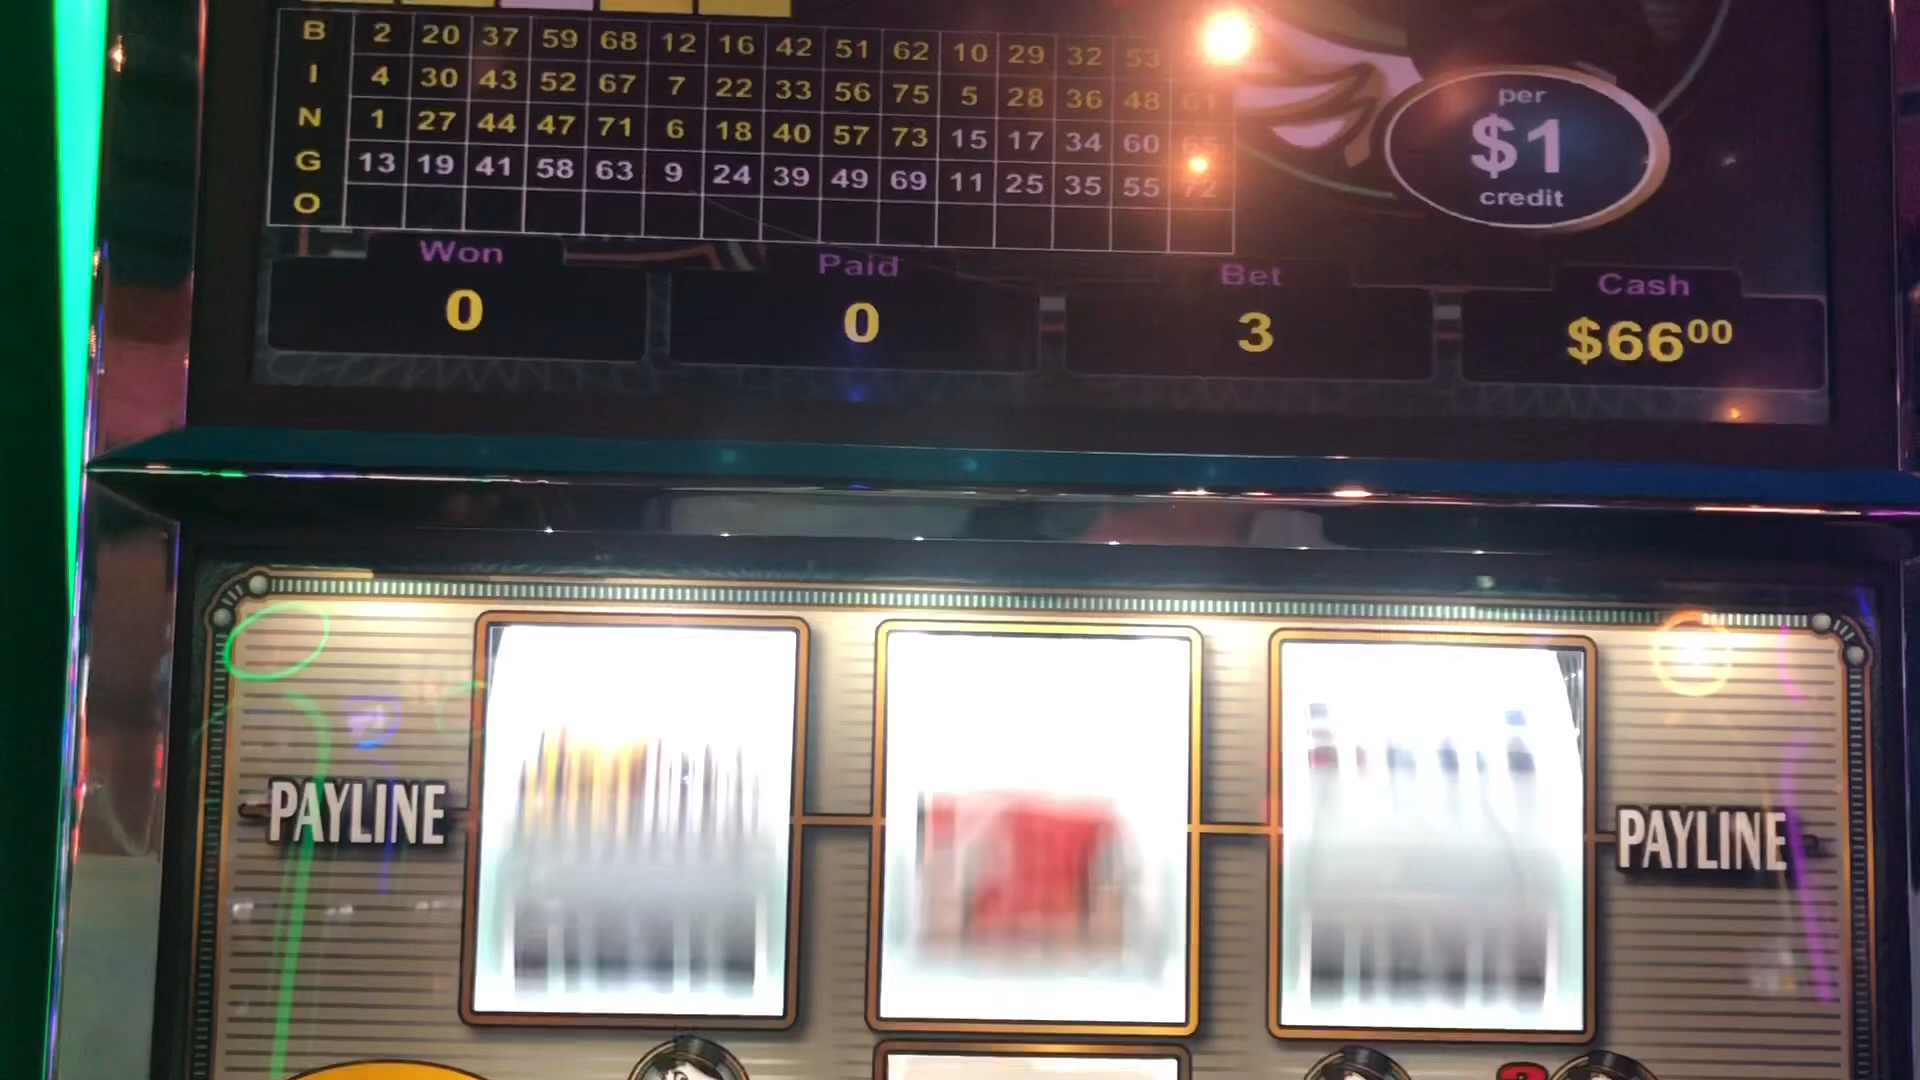 B 2 20 37 59 68 12 16 42 51 62 10 29 32 53
I 4 30 43 52 67 7 22 33 56 75 5 28 36 48 61
N 1 27 44 47 71 6 18 40 57 73 15 17 34 60
G 13 19 41 58 63 9 24 39 49 69 11 25 35 55 72
O
per
$1
credit
Won Paid Bet Cash
0 0 3 $66⁰⁰
PAYLINE PAYLINE